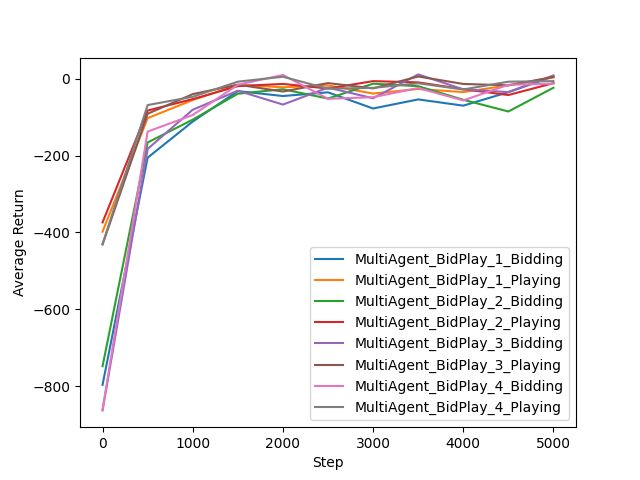 0
−200
−400
−600
−800
Average Return
MultiAgent_BidPlay_1_Bidding
MultiAgent_BidPlay_1_Playing
MultiAgent_BidPlay_2_Bidding
MultiAgent_BidPlay_2_Playing
MultiAgent_BidPlay_3_Bidding
MultiAgent_BidPlay_3_Playing
MultiAgent_BidPlay_4_Bidding
MultiAgent_BidPlay_4_Playing
0 1000 2000 3000 4000 5000
Step